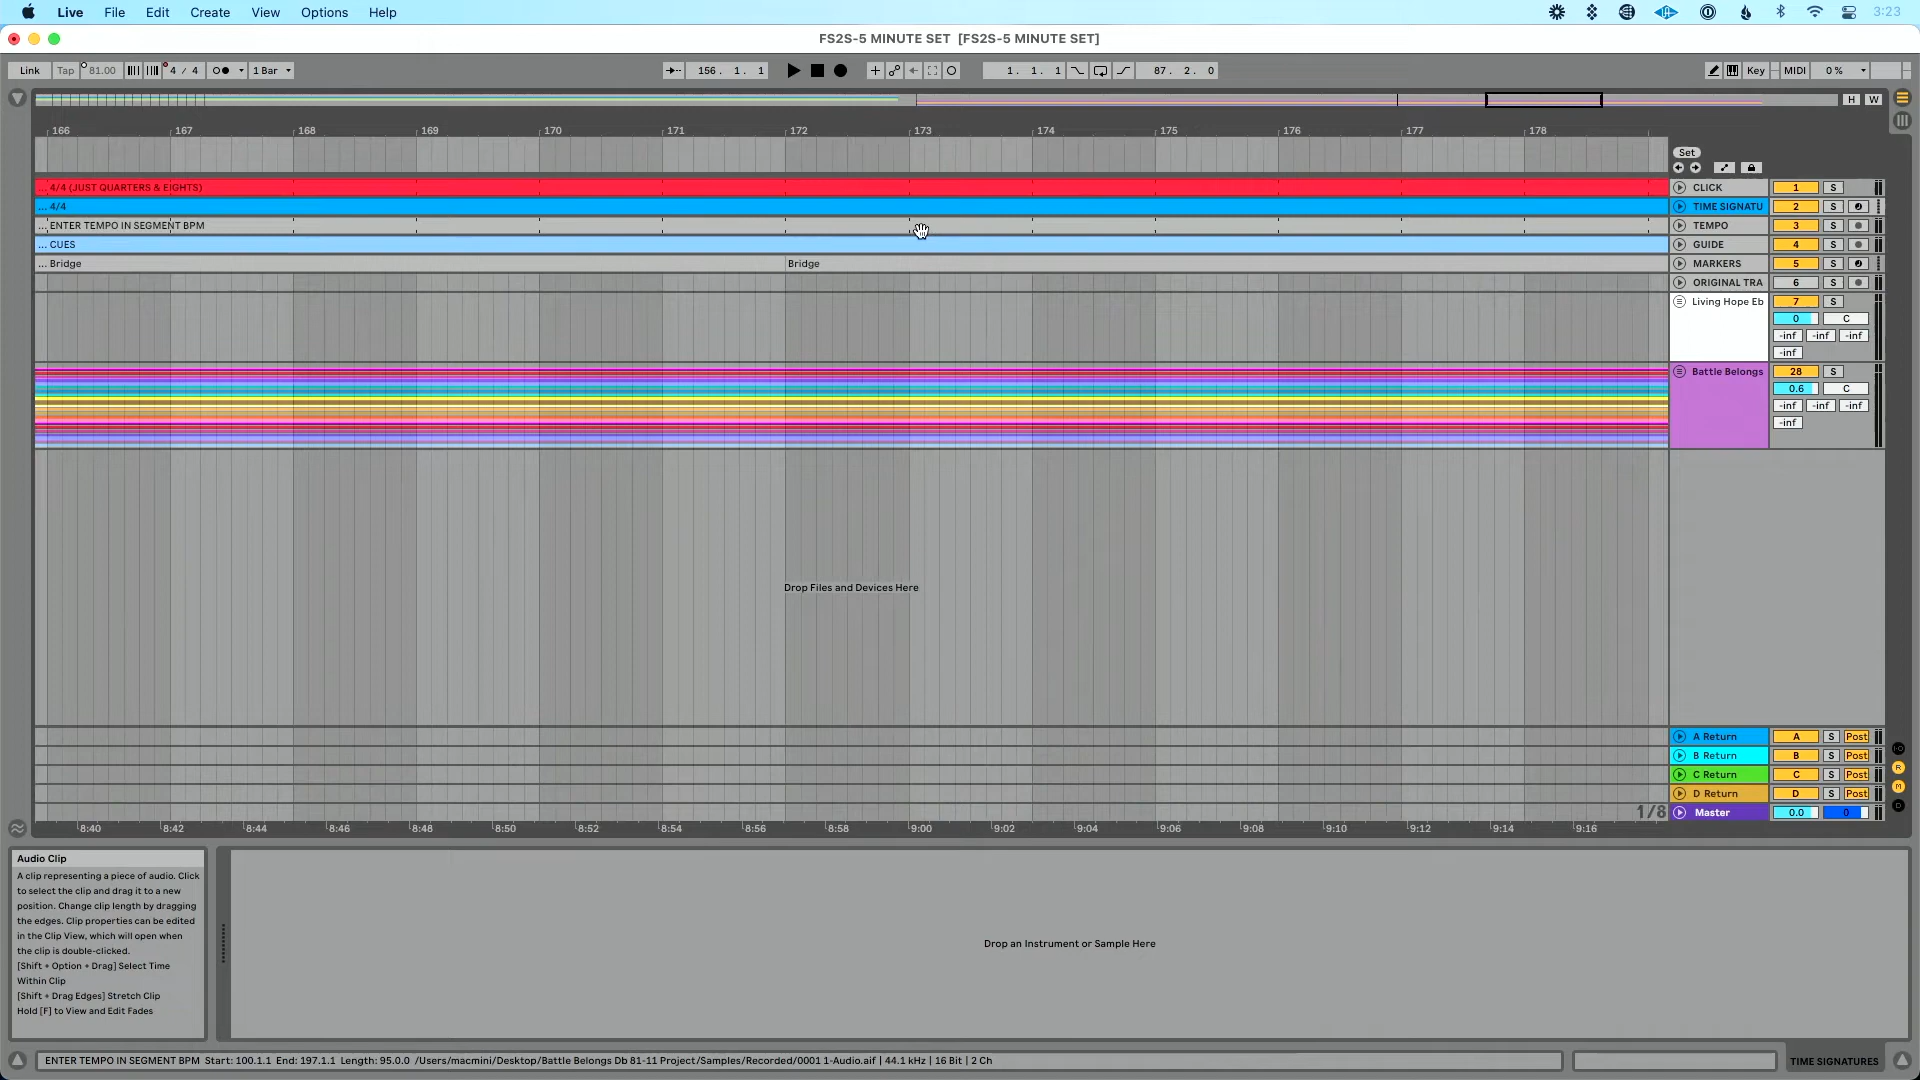 Live File Edit View Create Options Help 3:23
FS2S-5 MINUTE SET [FS2S-5 MINUTE SET]
Link Tap 81.00 4 / 4 1 Bar 156. 1. 1 1. 1. 1 87. 2. 0 Key MIDI 0 %
H W
166 167 168 169 170 171 172 173 174 175 176 177 178
Set
... 4/4 (JUST QUARTERS & EIGHTS) CLICK 1 S
... 4/4 TIME SIGNATU 2 S
... ENTER TEMPO IN SEGMENT BPM TEMPO 3 S
... CUES GUIDE 4 S
... Bridge Bridge MARKERS 5 S
ORIGINAL TRA 6 S
Living Hope Eb 7 S
0 C
-inf -inf -inf
-inf
Battle Belongs 28 S
0.6 C
-inf -inf -inf
-inf
Drop Files and Devices Here
A Return A S Post
B Return B S Post
C Return C S Post
D Return D S Post
1/8 Master 0.0 0
8:40 8:42 8:44 8:46 8:48 8:50 8:52 8:54 8:56 8:58 9:00 9:02 9:04 9:06 9:08 9:10 9:12 9:14 9:16
Audio Clip
A clip representing a piece of audio. Click
to select the clip and drag it to a new
position. Change clip length by dragging
the edges. Clip properties can be edited
in the Clip View, which will open when
the clip is double-clicked.
[Shift + Option + Drag] Select Time
Within Clip
[Shift + Drag Edges] Stretch Clip
Hold [F] to View and Edit Fades
Drop an Instrument or Sample Here
ENTER TEMPO IN SEGMENT BPM Start: 100.1.1 End: 197.1.1 Length: 95.0.0 /Users/macmini/Desktop/Battle Belongs Db 81-11 Project/Samples/Recorded/0001 1-Audio.aif | 44.1 kHz | 16 Bit | 2 Ch
TIME SIGNATURES